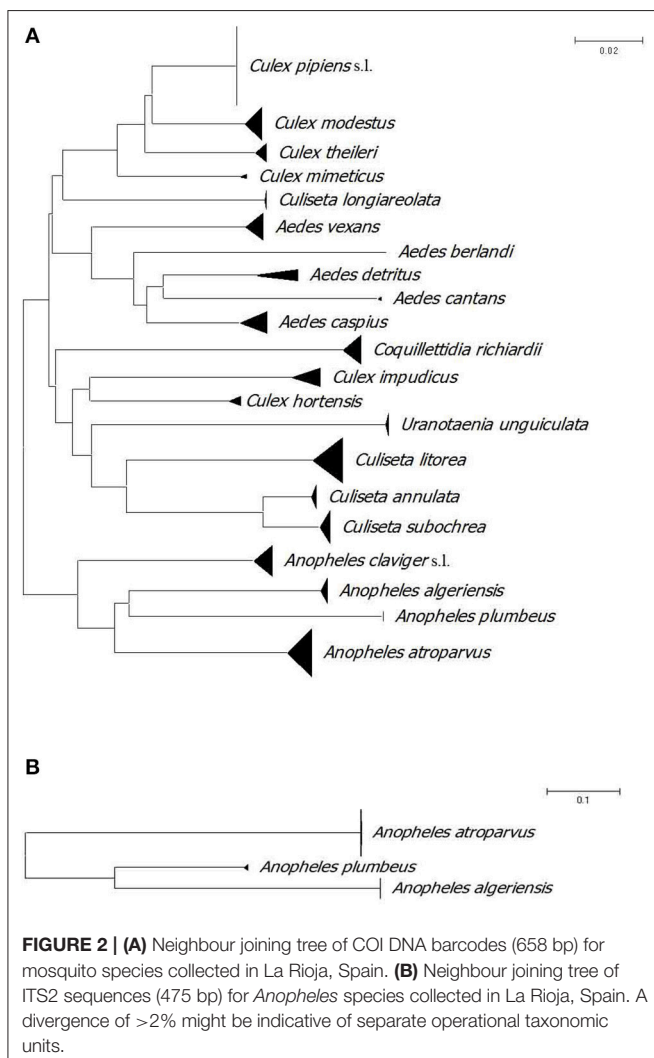 A
0.02
Culex pipiens s.l.
Culex modestus
Culex theileri
Culex mimeticus
Culiseta longiareolata
Aedes vexans
Aedes berlandi
Aedes detritus
Aedes cantans
Aedes caspius
Coquillettidia richiardii
Culex impudicus
Culex hortensis
Uranotaenia unguiculata
Culiseta litorea
Culiseta annulata
Culiseta subochrea
Anopheles claviger s.l.
Anopheles algeriensis
Anopheles plumbeus
Anopheles atroparvus
B
0.1
Anopheles atroparvus
Anopheles plumbeus
Anopheles algeriensis
FIGURE 2 | (A) Neighbour joining tree of COI DNA barcodes (658 bp) for
mosquito species collected in La Rioja, Spain. (B) Neighbour joining tree of
ITS2 sequences (475 bp) for Anopheles species collected in La Rioja, Spain. A
divergence of >2% might be indicative of separate operational taxonomic
units.